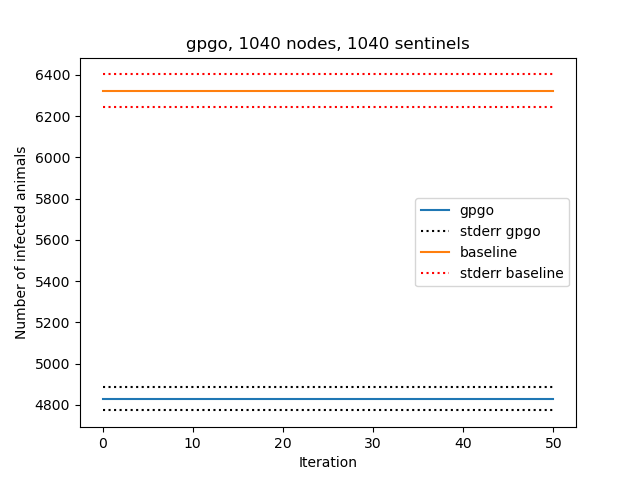 gpgo, 1040 nodes, 1040 sentinels
6400
6200
6000
5800
5600
5400
5200
5000
4800
Number of infected animals
gpgo
stderr gpgo
baseline
stderr baseline
0 10 20 30 40 50
Iteration